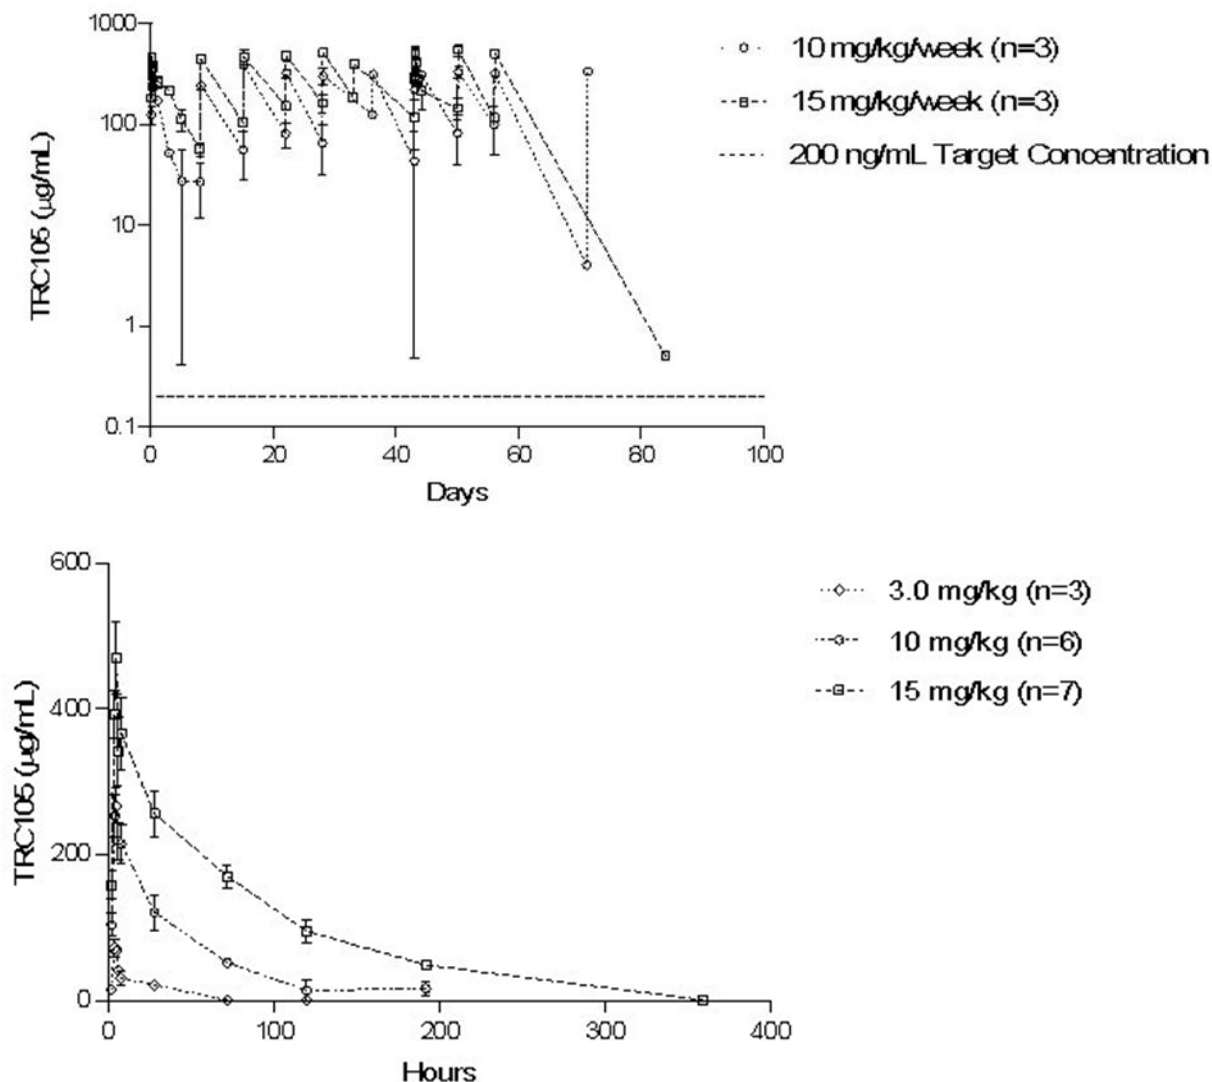 1000
100
10
1
0.1
TRC105 (µg/mL)
0 20 40 60 80 100
Days
10 mg/kg/week (n=3)
15 mg/kg/week (n=3)
200 ng/mL Target Concentration
600
400
200
0
TRC105 (µg/mL)
0 100 200 300 400
Hours
3.0 mg/kg (n=3)
10 mg/kg (n=6)
15 mg/kg (n=7)